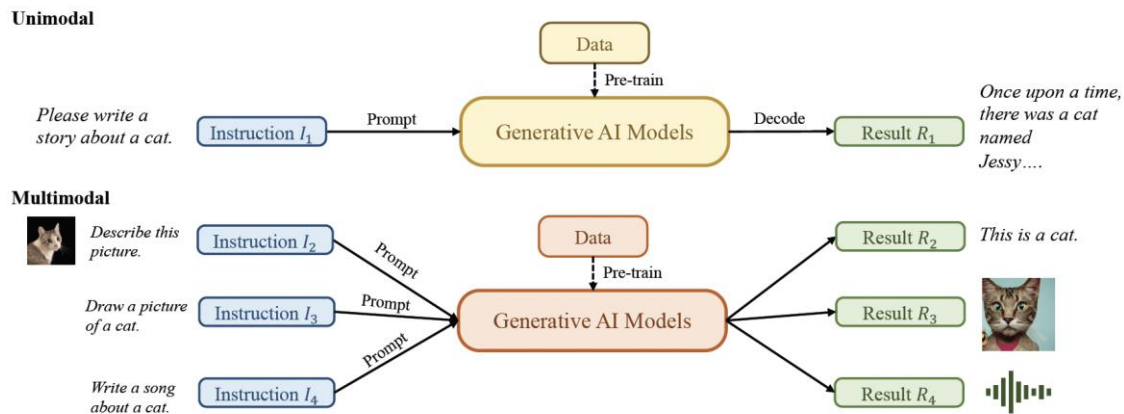 Unimodal
Data
Pre-train
Please write a
story about a cat.
Instruction I₁
Prompt
Generative AI Models
Decode
Result R₁
Once upon a time,
there was a cat
named
Jessy….
Multimodal
Describe this
picture.
Instruction I₂
Prompt
Data
Pre-train
Result R₂
This is a cat.
Draw a picture
of a cat.
Instruction I₃
Prompt
Generative AI Models
Result R₃
Write a song
about a cat.
Instruction I₄
Prompt
Result R₄